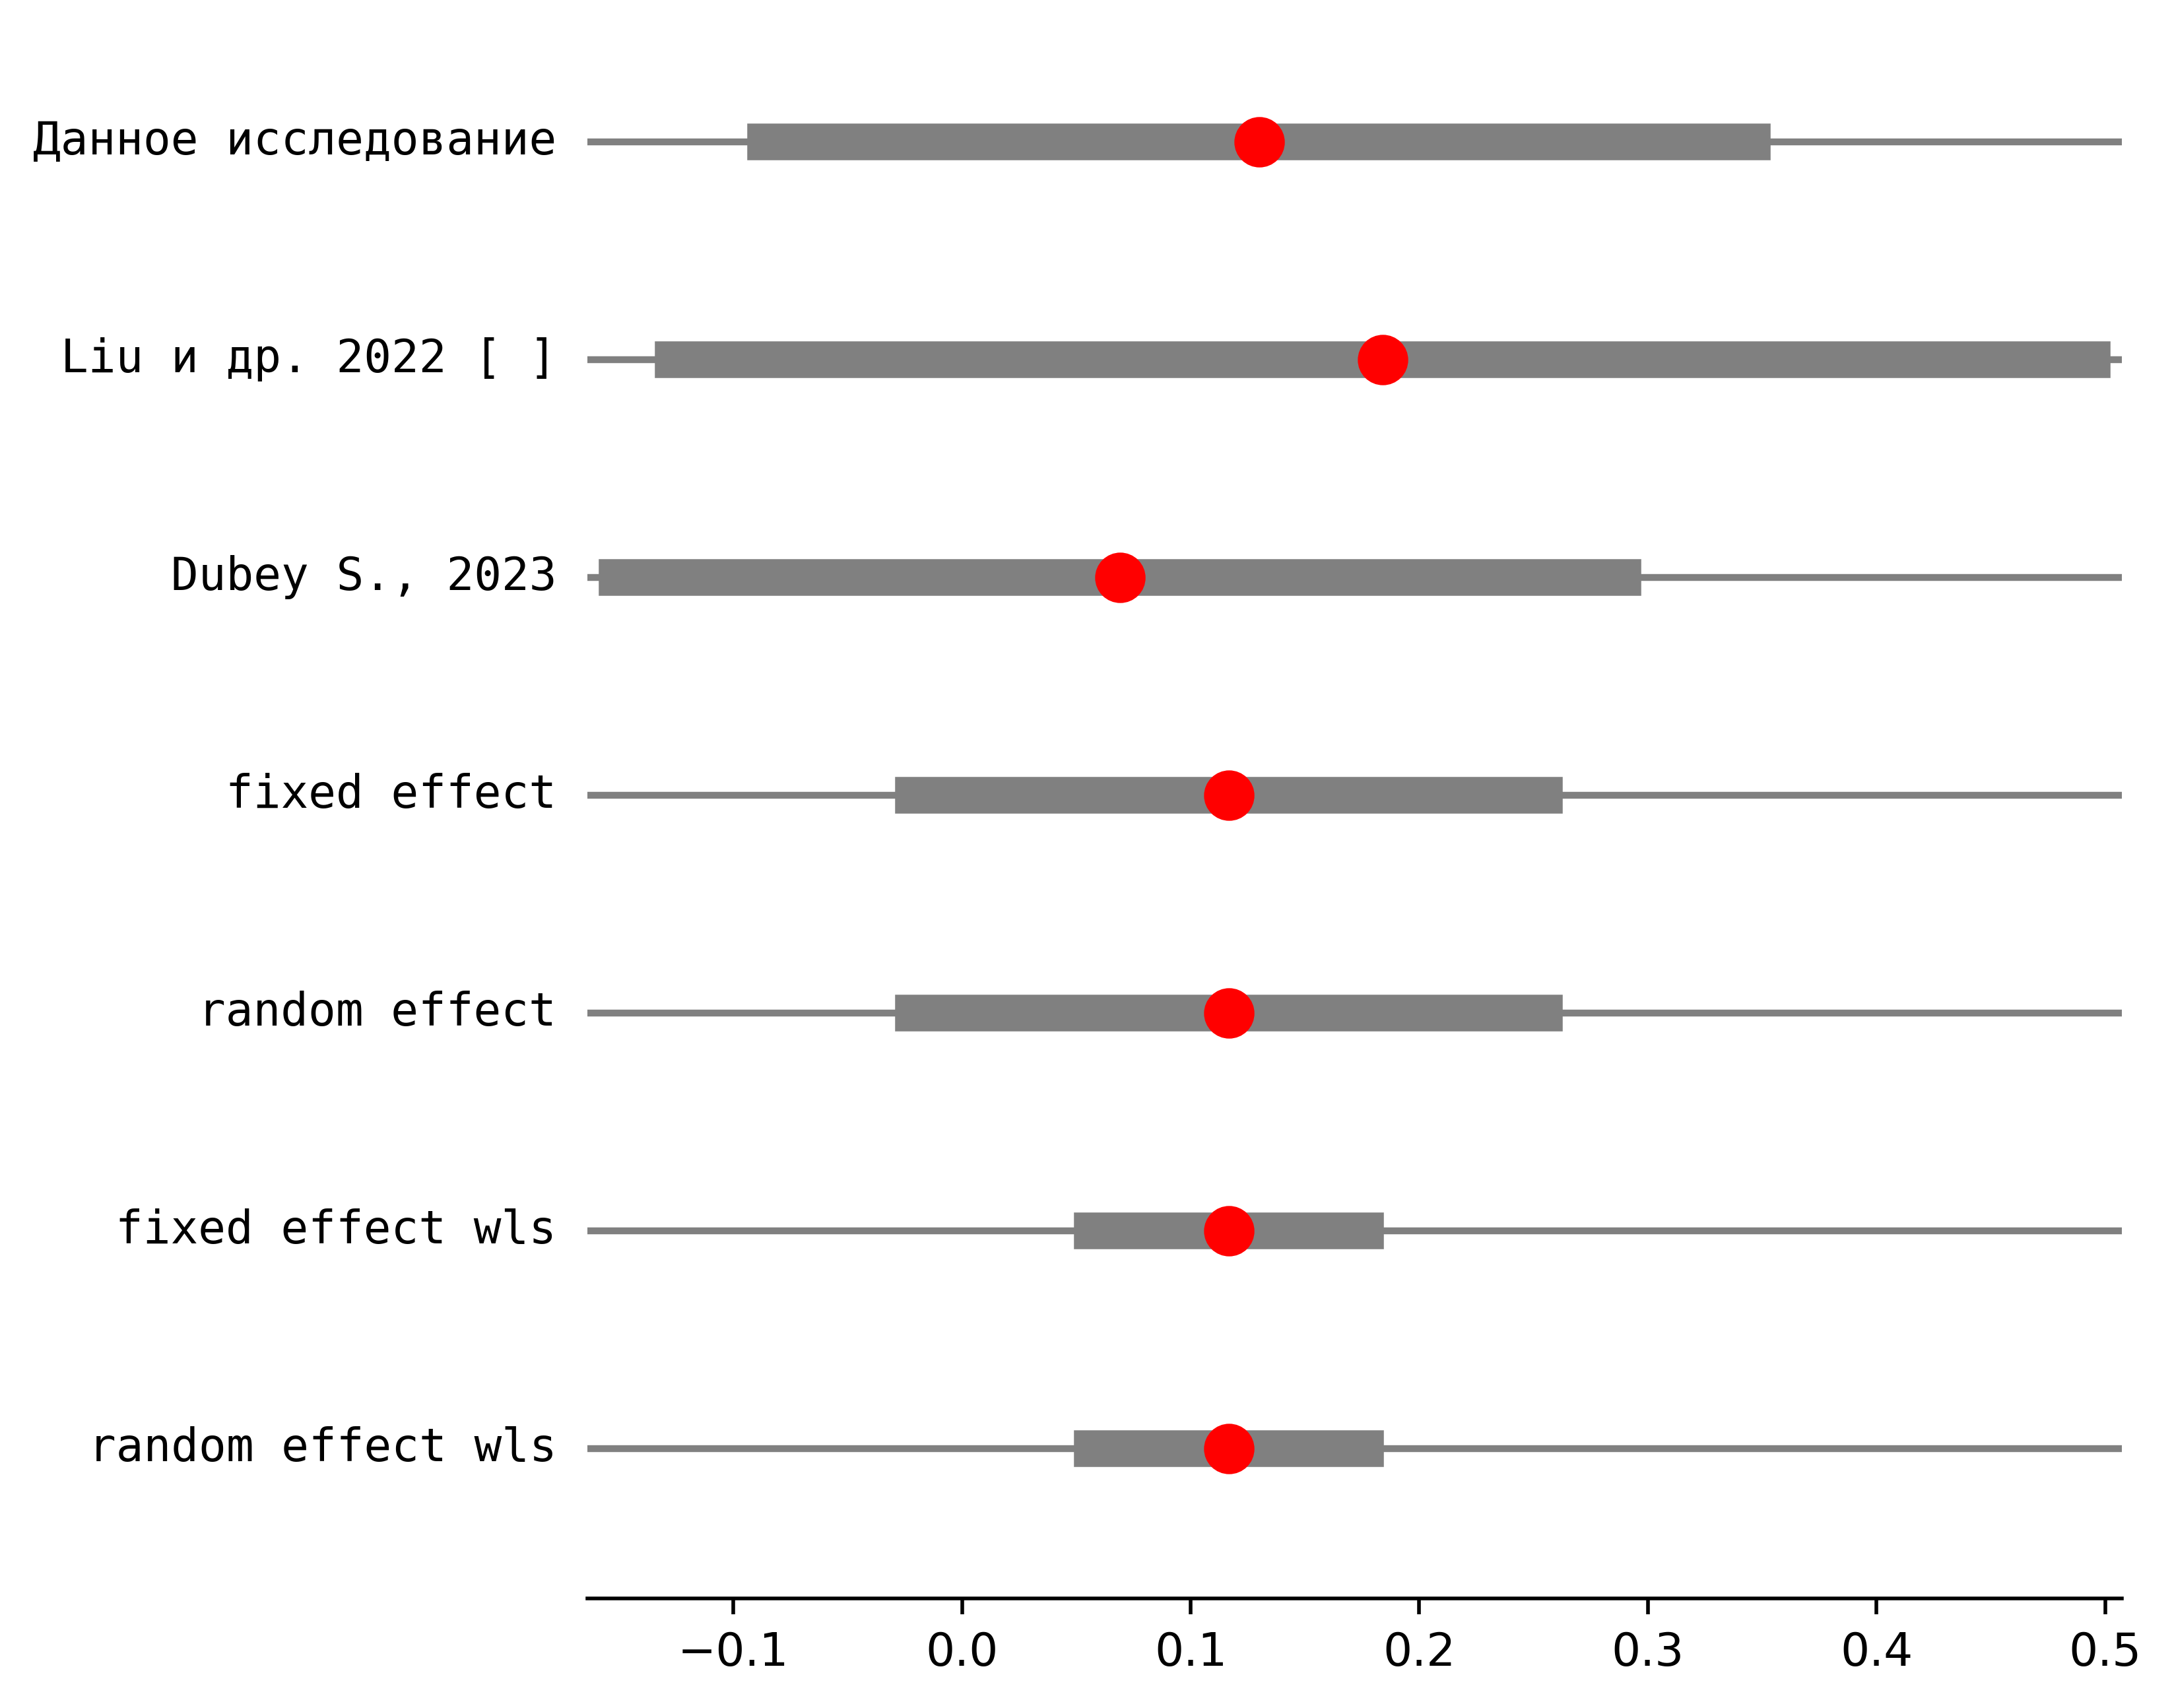 Данное исследование
Liu и др. 2022 [ ]
Dubey S., 2023
fixed effect
random effect
fixed effect wls
random effect wls
−0.1 0.0 0.1 0.2 0.3 0.4 0.5